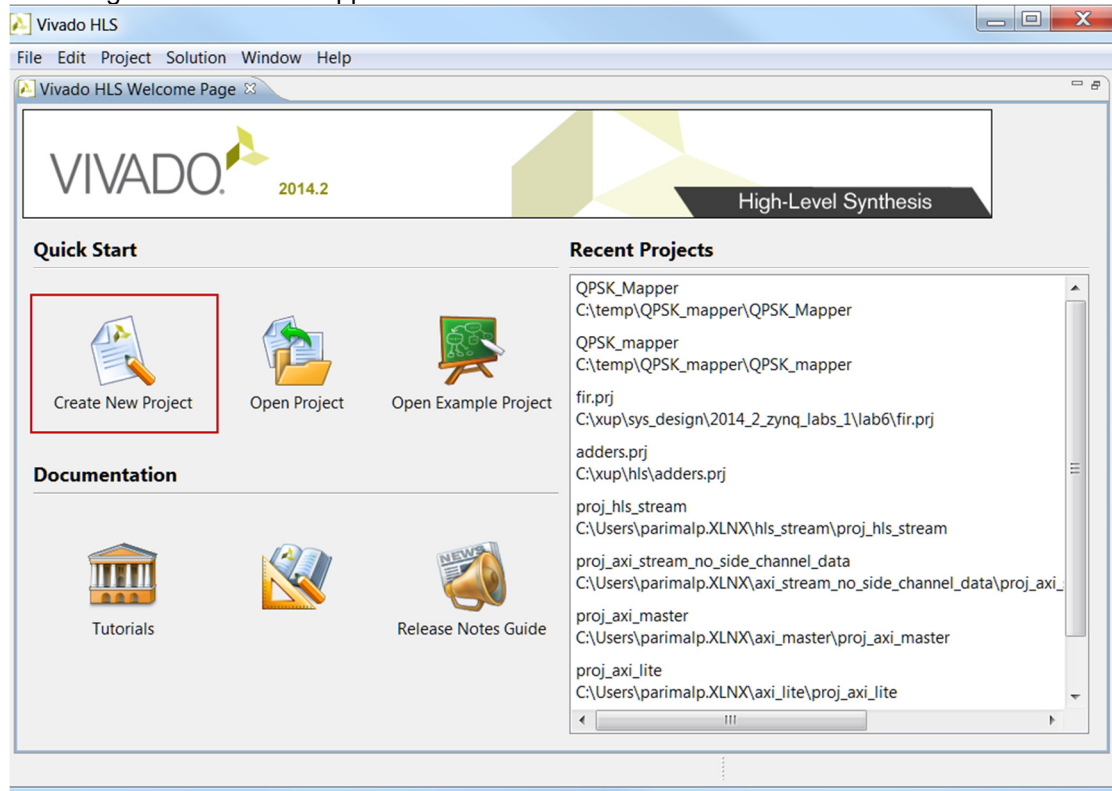 Vivado HLS
File Edit Project Solution Window Help
Vivado HLS Welcome Page
VIVADO. 2014.2
High-Level Synthesis
Quick Start
Create New Project
Open Project
Open Example Project
Documentation
Tutorials
NEWS
Release Notes Guide
Recent Projects
QPSK_Mapper
C:\temp\QPSK_mapper\QPSK_Mapper
QPSK_mapper
C:\temp\QPSK_mapper\QPSK_mapper
fir.prj
C:\xup\sys_design\2014_2_zynq_labs_1\lab6\fir.prj
adders.prj
C:\xup\hls\adders.prj
proj_hls_stream
C:\Users\parimalp.XLNX\hls_stream\proj_hls_stream
proj_axi_stream_no_side_channel_data
C:\Users\parimalp.XLNX\axi_stream_no_side_channel_data\proj_axi_
proj_axi_master
C:\Users\parimalp.XLNX\axi_master\proj_axi_master
proj_axi_lite
C:\Users\parimalp.XLNX\axi_lite\proj_axi_lite